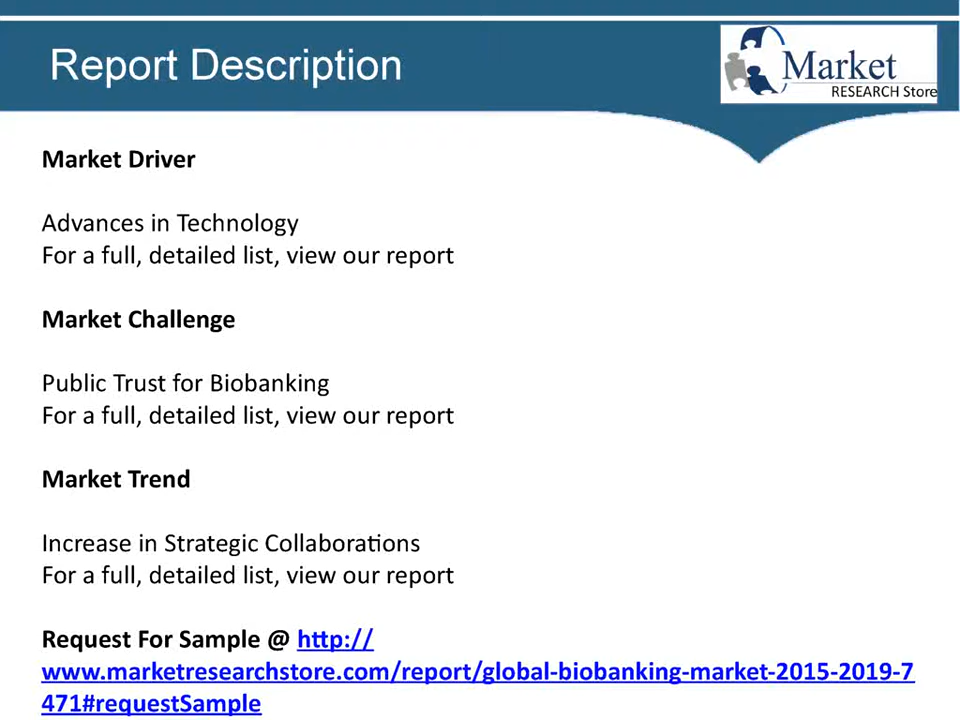 Report Description
Market
RESEARCH Store
Market Driver
Advances in Technology
For a full, detailed list, view our report
Market Challenge
Public Trust for Biobanking
For a full, detailed list, view our report
Market Trend
Increase in Strategic Collaborations
For a full, detailed list, view our report
Request For Sample @ http://
www.marketresearchstore.com/report/global-biobanking-market-2015-2019-7
471#requestSample